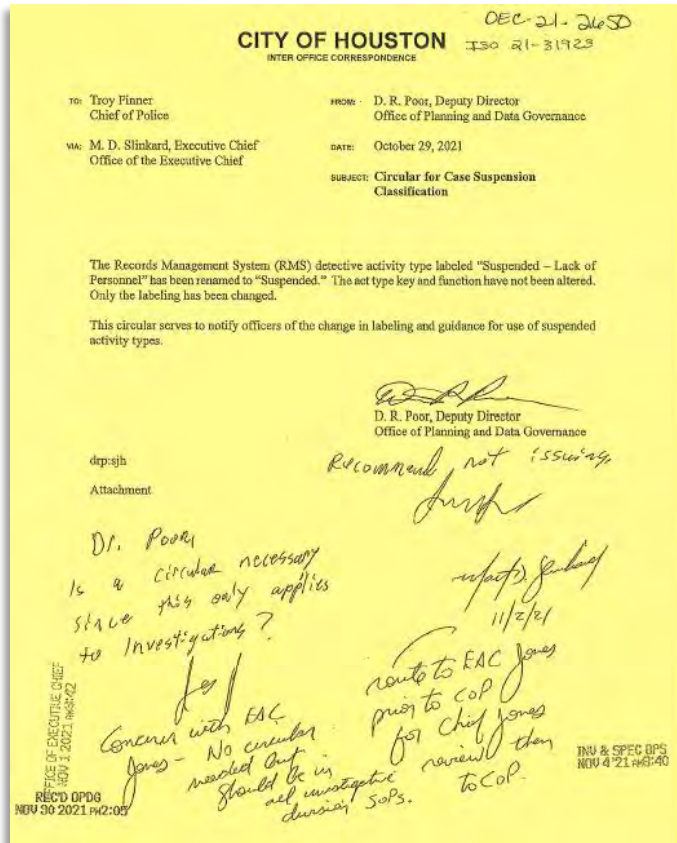 DEC-21-2650
ISO 21-31923
CITY OF HOUSTON
INTER OFFICE CORRESPONDENCE
TO: Troy Finner
Chief of Police
FROM: D. R. Poor, Deputy Director
Office of Planning and Data Governance
VIA: M. D. Slinkard, Executive Chief
Office of the Executive Chief
DATE: October 29, 2021
SUBJECT: Circular for Case Suspension
Classification
The Records Management System (RMS) detective activity type labeled "Suspended – Lack of
Personnel" has been renamed to "Suspended." The act type key and function have not been altered.
Only the labeling has been changed.
This circular serves to notify officers of the change in labeling and guidance for use of suspended
activity types.
D. R. Poor, Deputy Director
Office of Planning and Data Governance
drp:sjh
Attachment
Recommend not issuing.
Dr. Poor,
Is a circular necessary
since this only applies
to Investigations?
11/2/21
route to EAC Jones
prior to COP
for Chief Jones
review then
to COP.
Concur with EAC
Jones - No circular
needed but
should be in
all investigative
division SOPs.
OFFICE OF EXECUTIVE CHIEF
NOV 1 2021
REC'D OPDG
NOV 30 2021 PM2:05
INV & SPEC OPS
NOV 4 '21 AM8:40